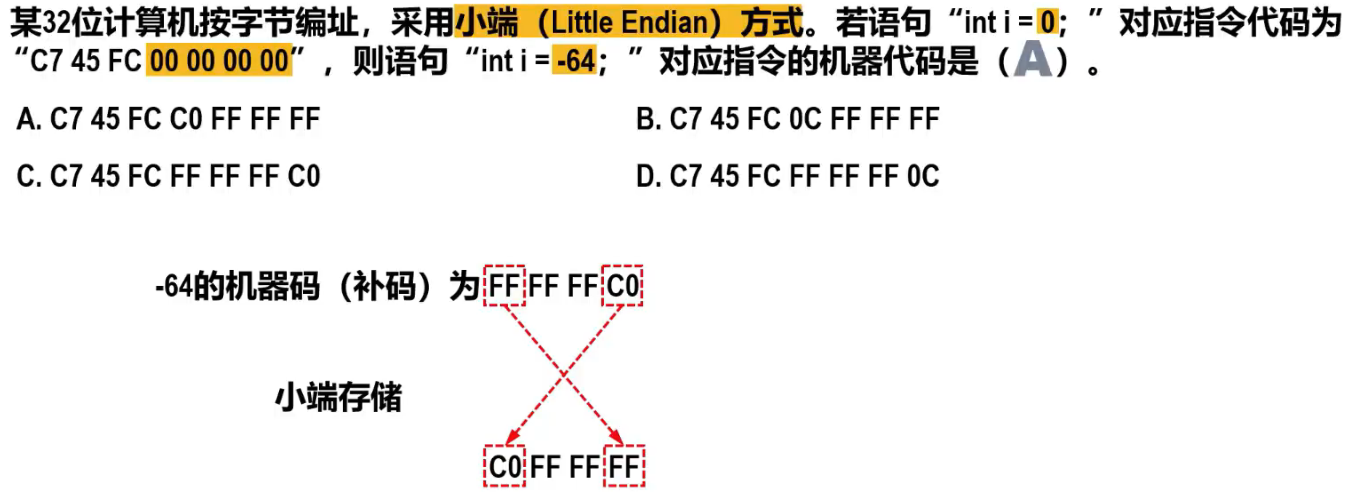 某32位计算机按字节编址，采用小端（Little Endian）方式。若语句“int i = 0；”对应指令代码为
“C7 45 FC 00 00 00 00”，则语句“int i = -64；”对应指令的机器代码是（A）。
A. C7 45 FC C0 FF FF FF B. C7 45 FC 0C FF FF FF
C. C7 45 FC FF FF FF C0 D. C7 45 FC FF FF FF 0C
-64的机器码（补码）为 FF FF FF C0
小端存储
C0 FF FF FF